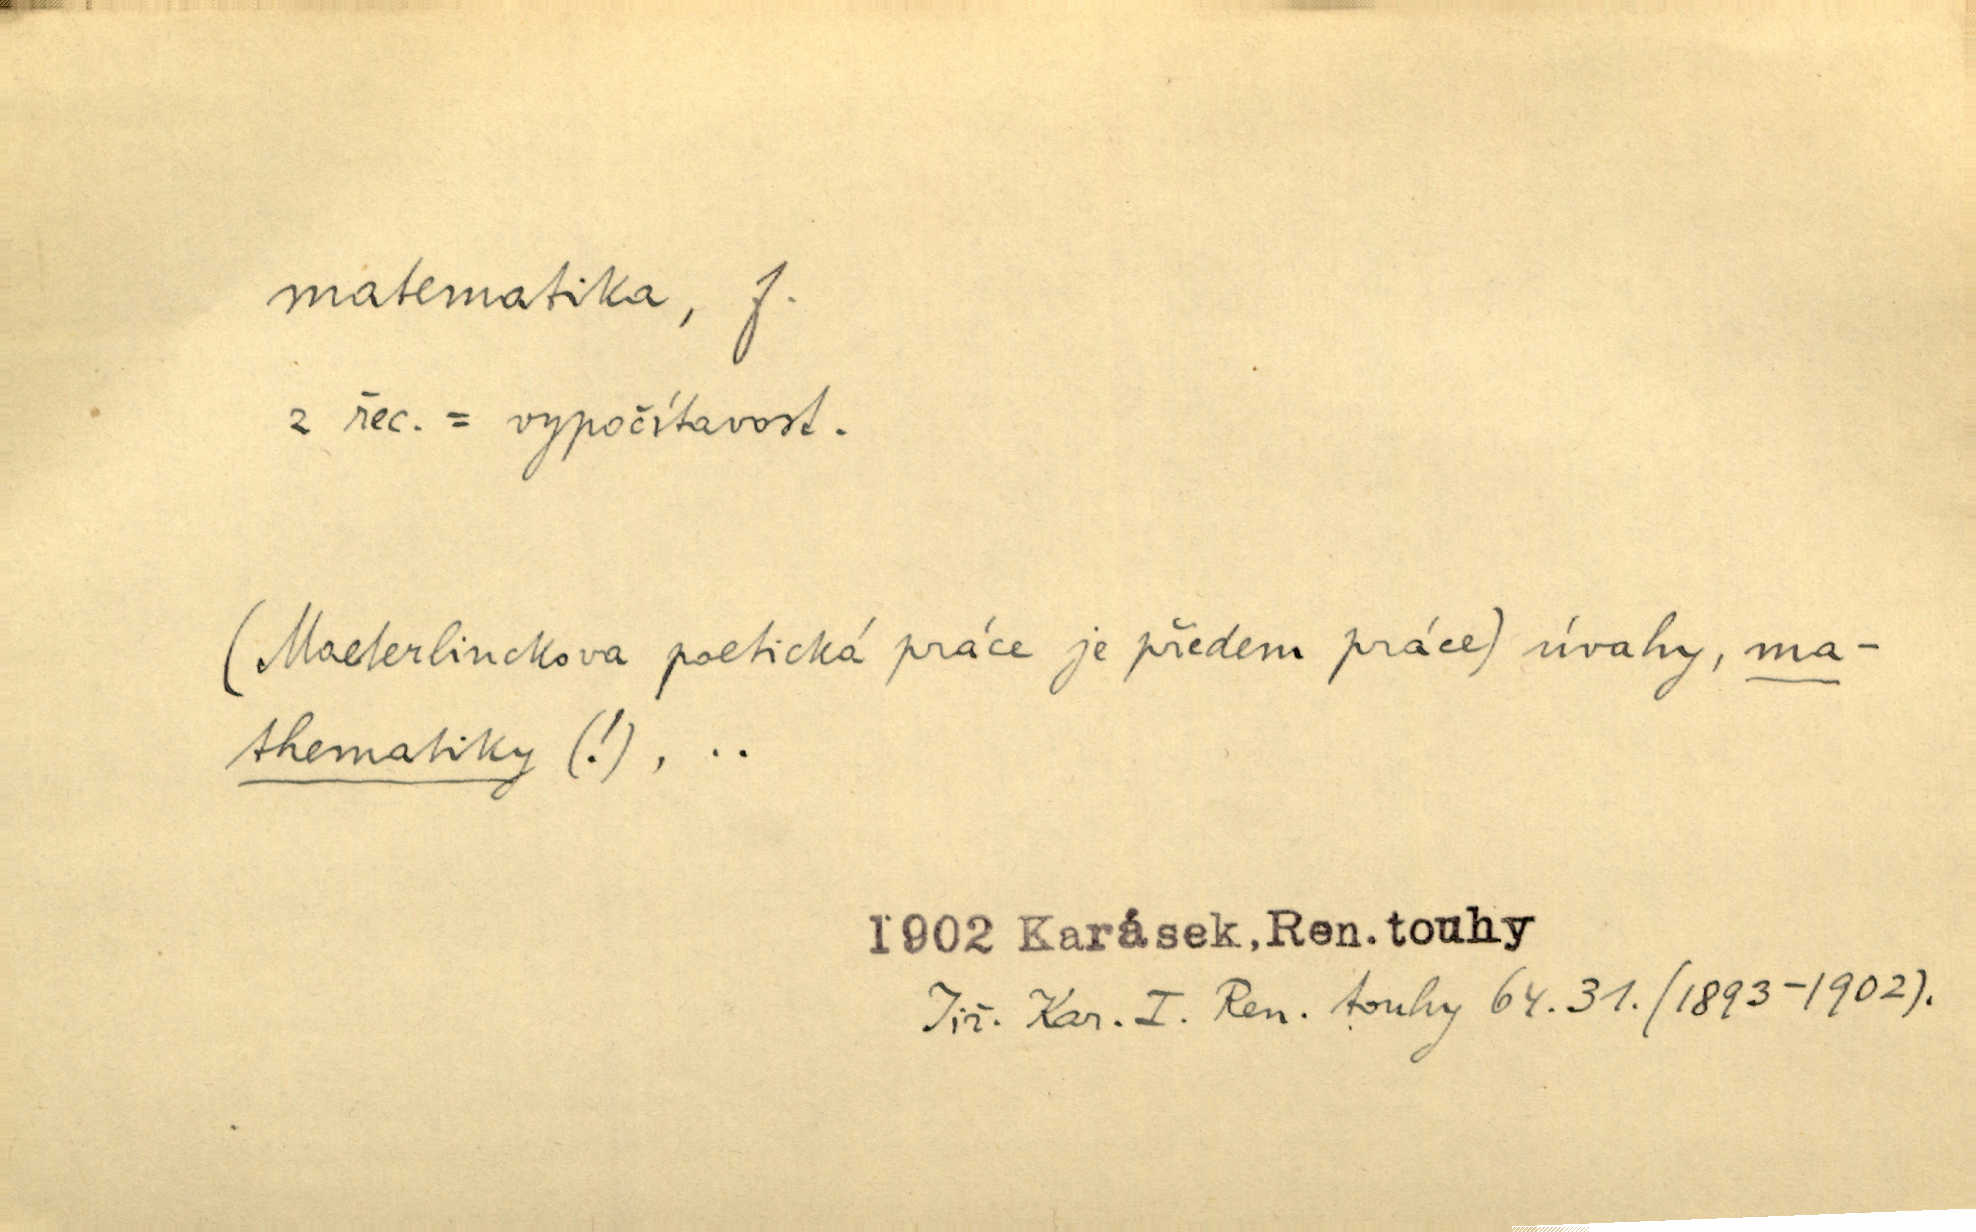 matematika, f.
z řec. = vypočítavost.
(Maeterlinckova poetická práce je předem práce) úvahy, ma-
thematiky (!), ..
1902 Karásek,Ren.touhy
Jiř. Kar. I. Ren. touhy 64.31. (1893-1902).